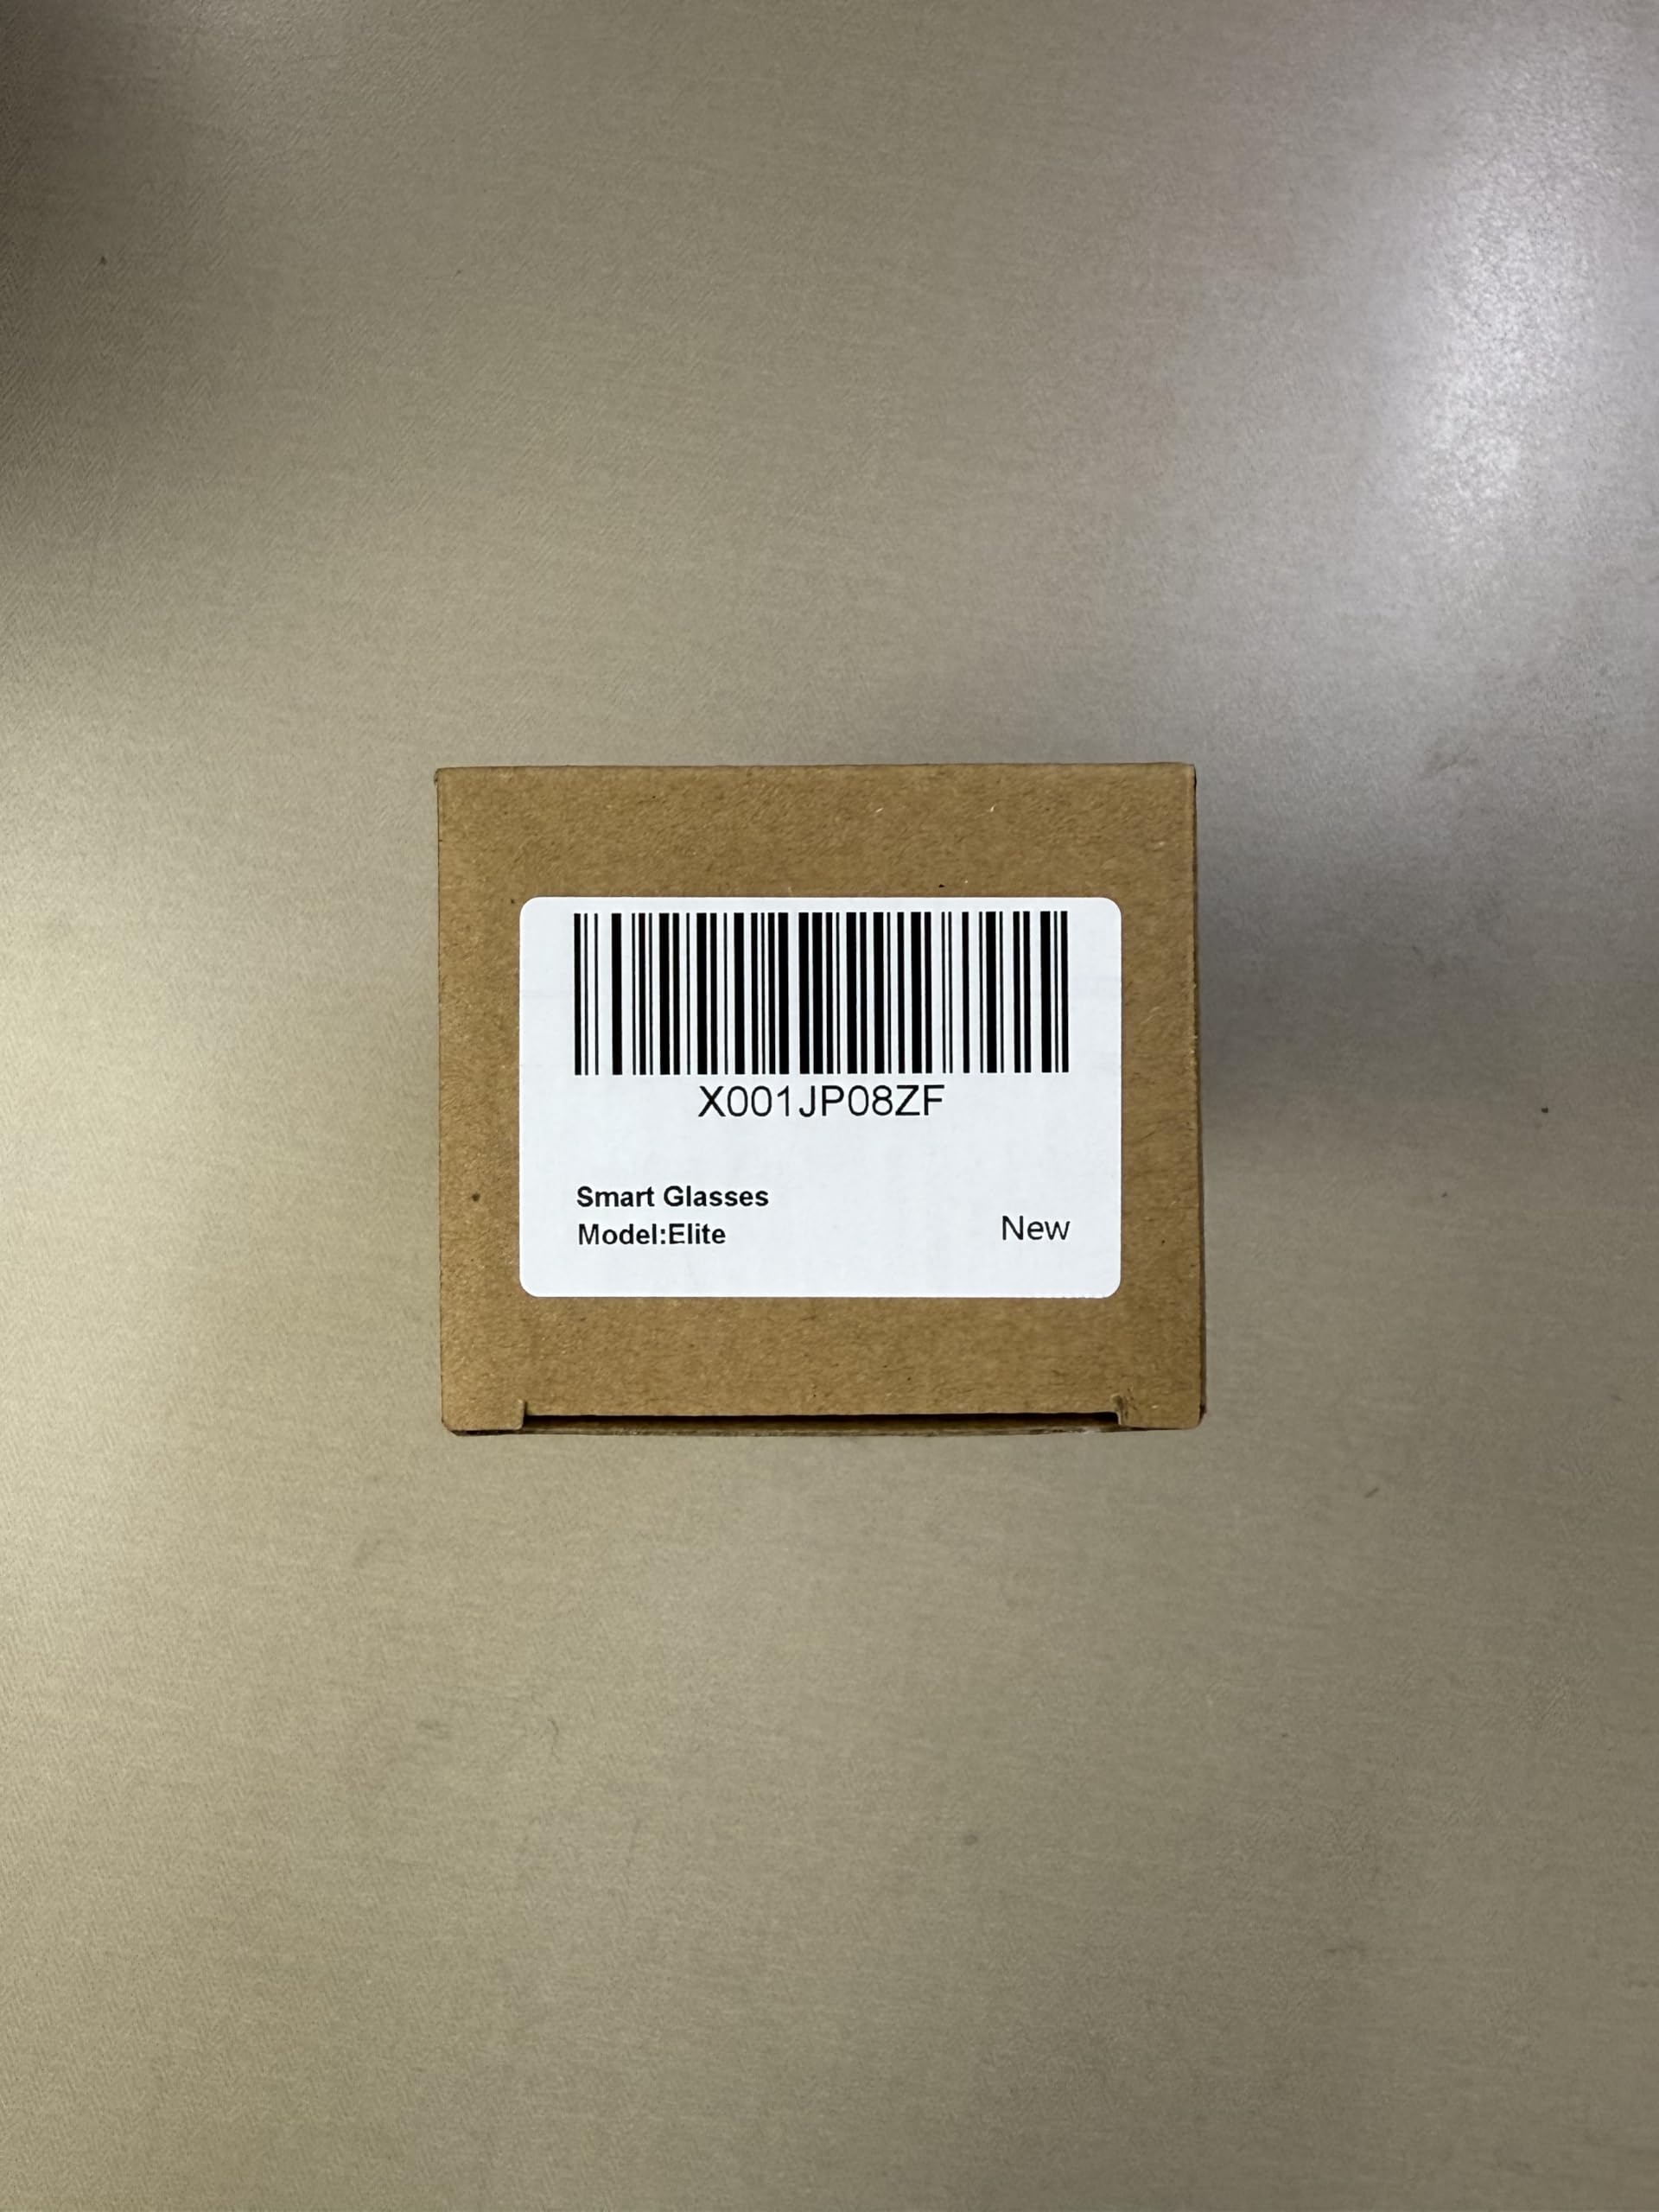 X001JP08ZF
Smart Glasses
Model:Elite
New